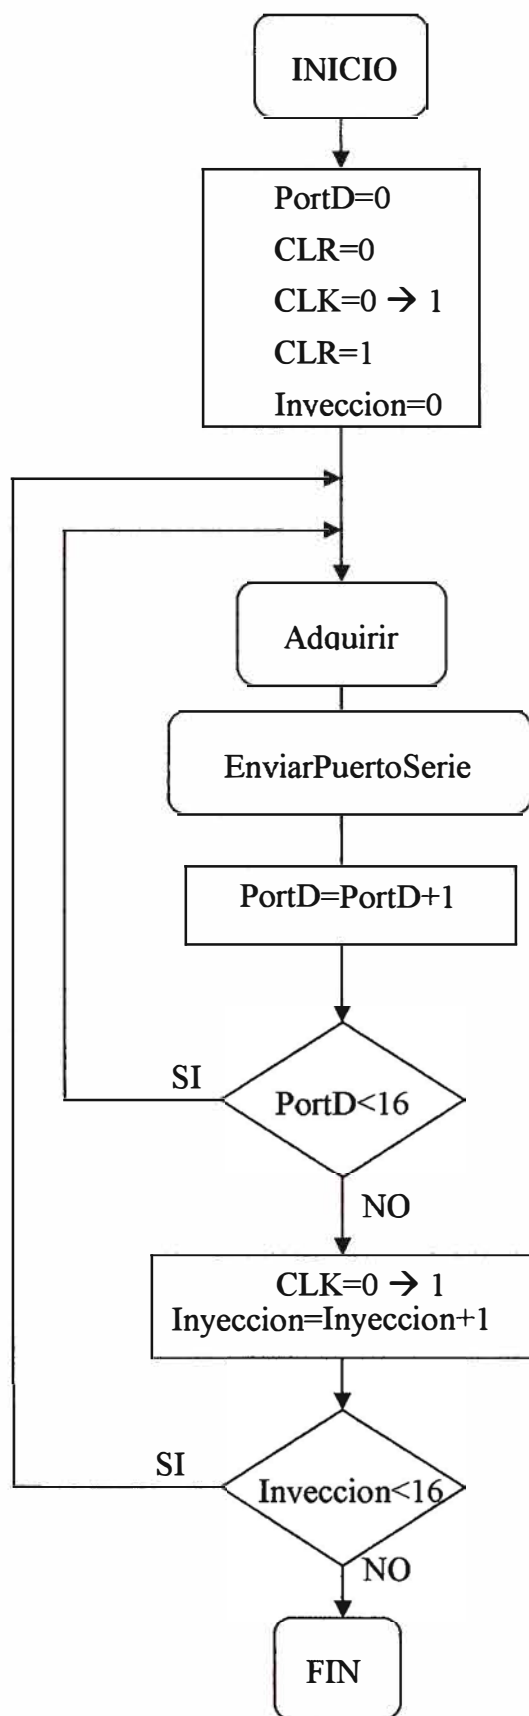 INICIO
PortD=0
CLR=0
CLK=0 → 1
CLR=1
Inveccion=0
Adquirir
EnviarPuertoSerie
PortD=PortD+1
SI
PortD<16
NO
CLK=0 → 1
Inyeccion=Inyeccion+1
SI
Inveccion<16
NO
FIN